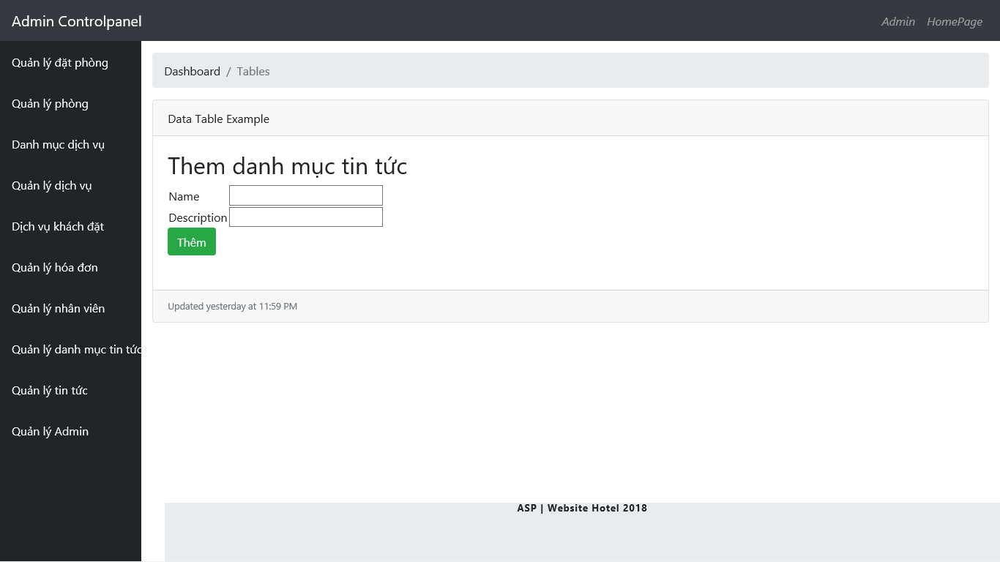 Admin Controlpanel
Admin HomePage
Quản lý đặt phòng
Quản lý phòng
Danh mục dịch vụ
Quản lý dịch vụ
Dịch vụ khách đặt
Quản lý hóa đơn
Quản lý nhân viên
Quản lý danh mục tin tức
Quản lý tin tức
Quản lý Admin
Dashboard / Tables
Data Table Example
Them danh mục tin tức
Name
Description
Thêm
Updated yesterday at 11:59 PM
ASP | Website Hotel 2018